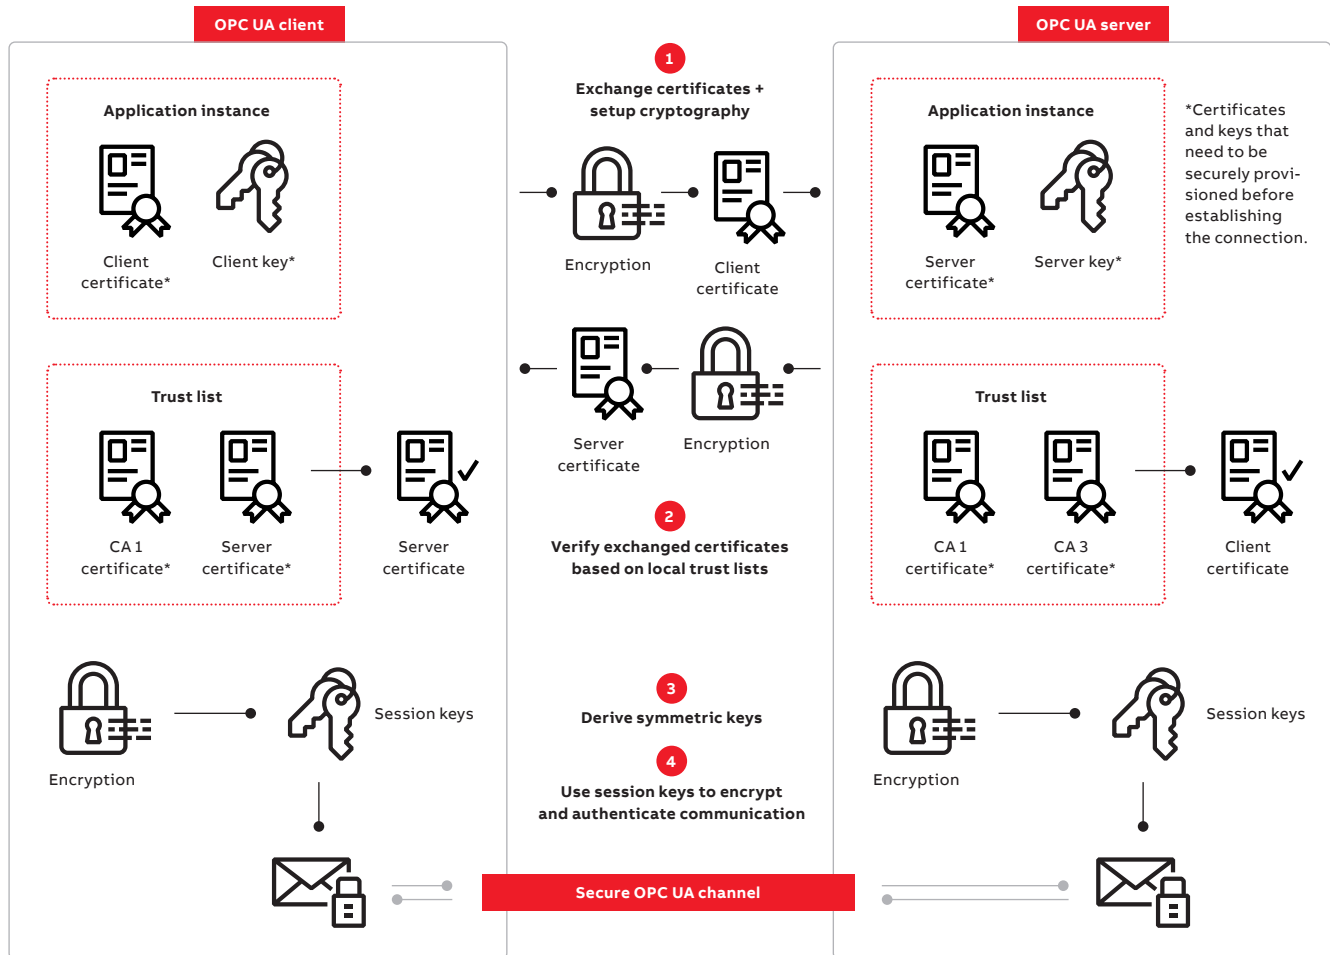 OPC UA client
Application instance
Client
certificate*
Client key*
Trust list
CA 1
certificate*
Server
certificate*
Server
certificate
Encryption
Session keys
1
Exchange certificates +
setup cryptography
Encryption
Client
certificate
Server
certificate
Encryption
2
Verify exchanged certificates
based on local trust lists
3
Derive symmetric keys
4
Use session keys to encrypt
and authenticate communication
Secure OPC UA channel
OPC UA server
Application instance
Server
certificate*
Server key*
*Certificates
and keys that
need to be
securely provi-
sioned before
establishing
the connection.
Trust list
CA 1
certificate*
CA 3
certificate*
Client
certificate
Encryption
Session keys